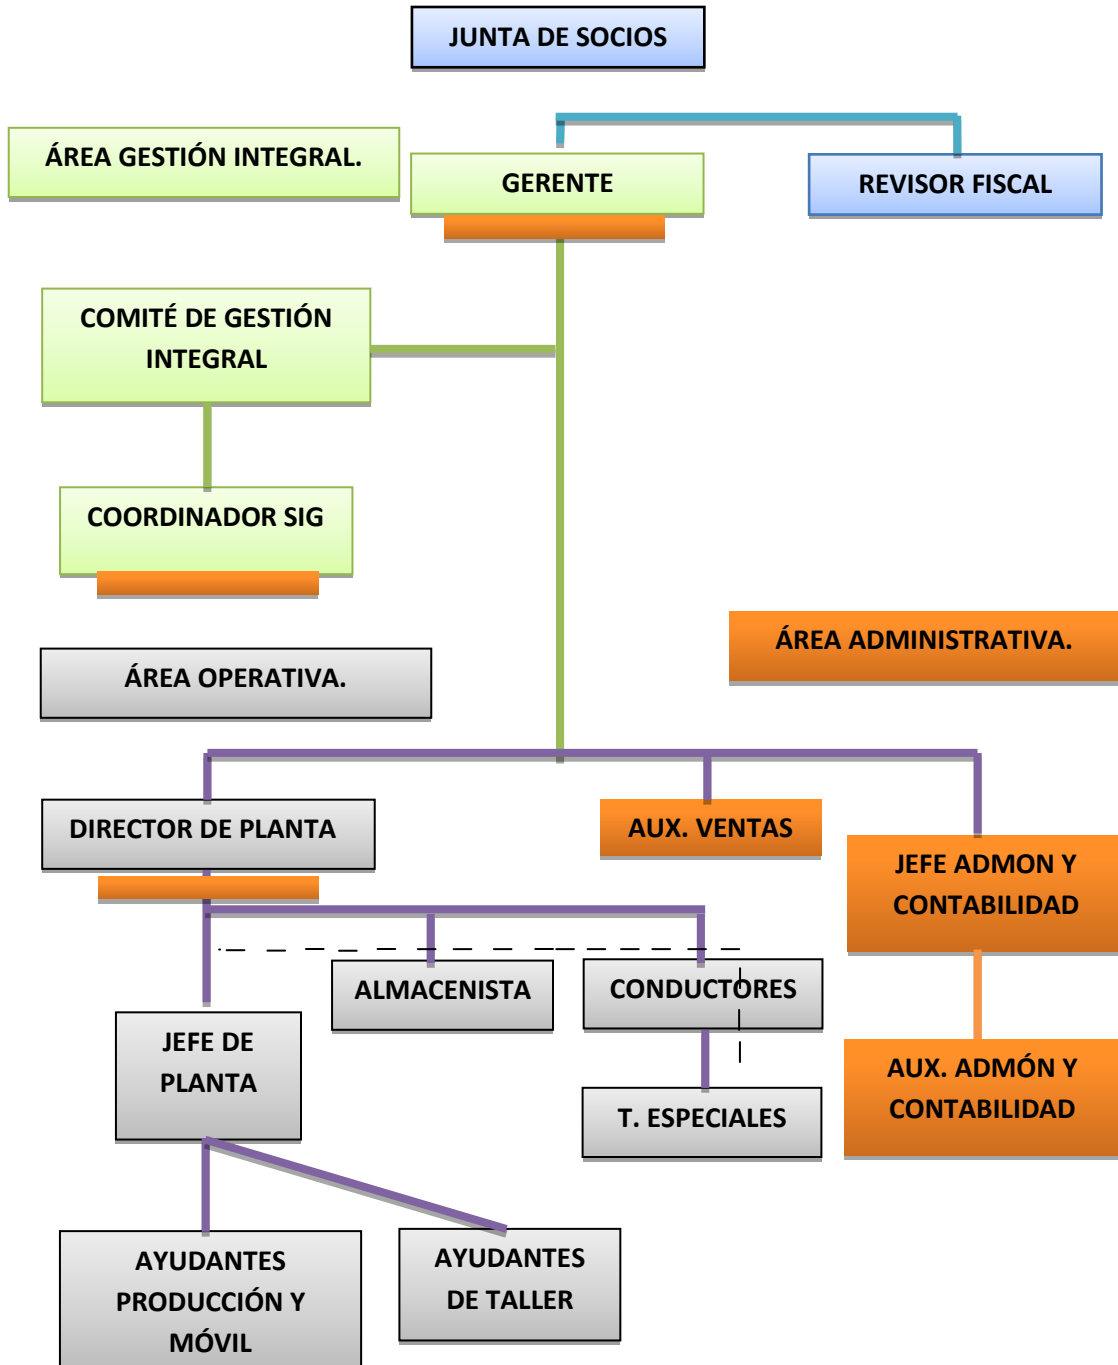 JUNTA DE SOCIOS
ÁREA GESTIÓN INTEGRAL.
GERENTE
REVISOR FISCAL
COMITÉ DE GESTIÓN
INTEGRAL
COORDINADOR SIG
ÁREA ADMINISTRATIVA.
ÁREA OPERATIVA.
DIRECTOR DE PLANTA
AUX. VENTAS
JEFE ADMON Y
CONTABILIDAD
ALMACENISTA
CONDUCTORES
JEFE DE
PLANTA
AUX. ADMÓN Y
CONTABILIDAD
T. ESPECIALES
AYUDANTES
PRODUCCIÓN Y
MÓVIL
AYUDANTES
DE TALLER